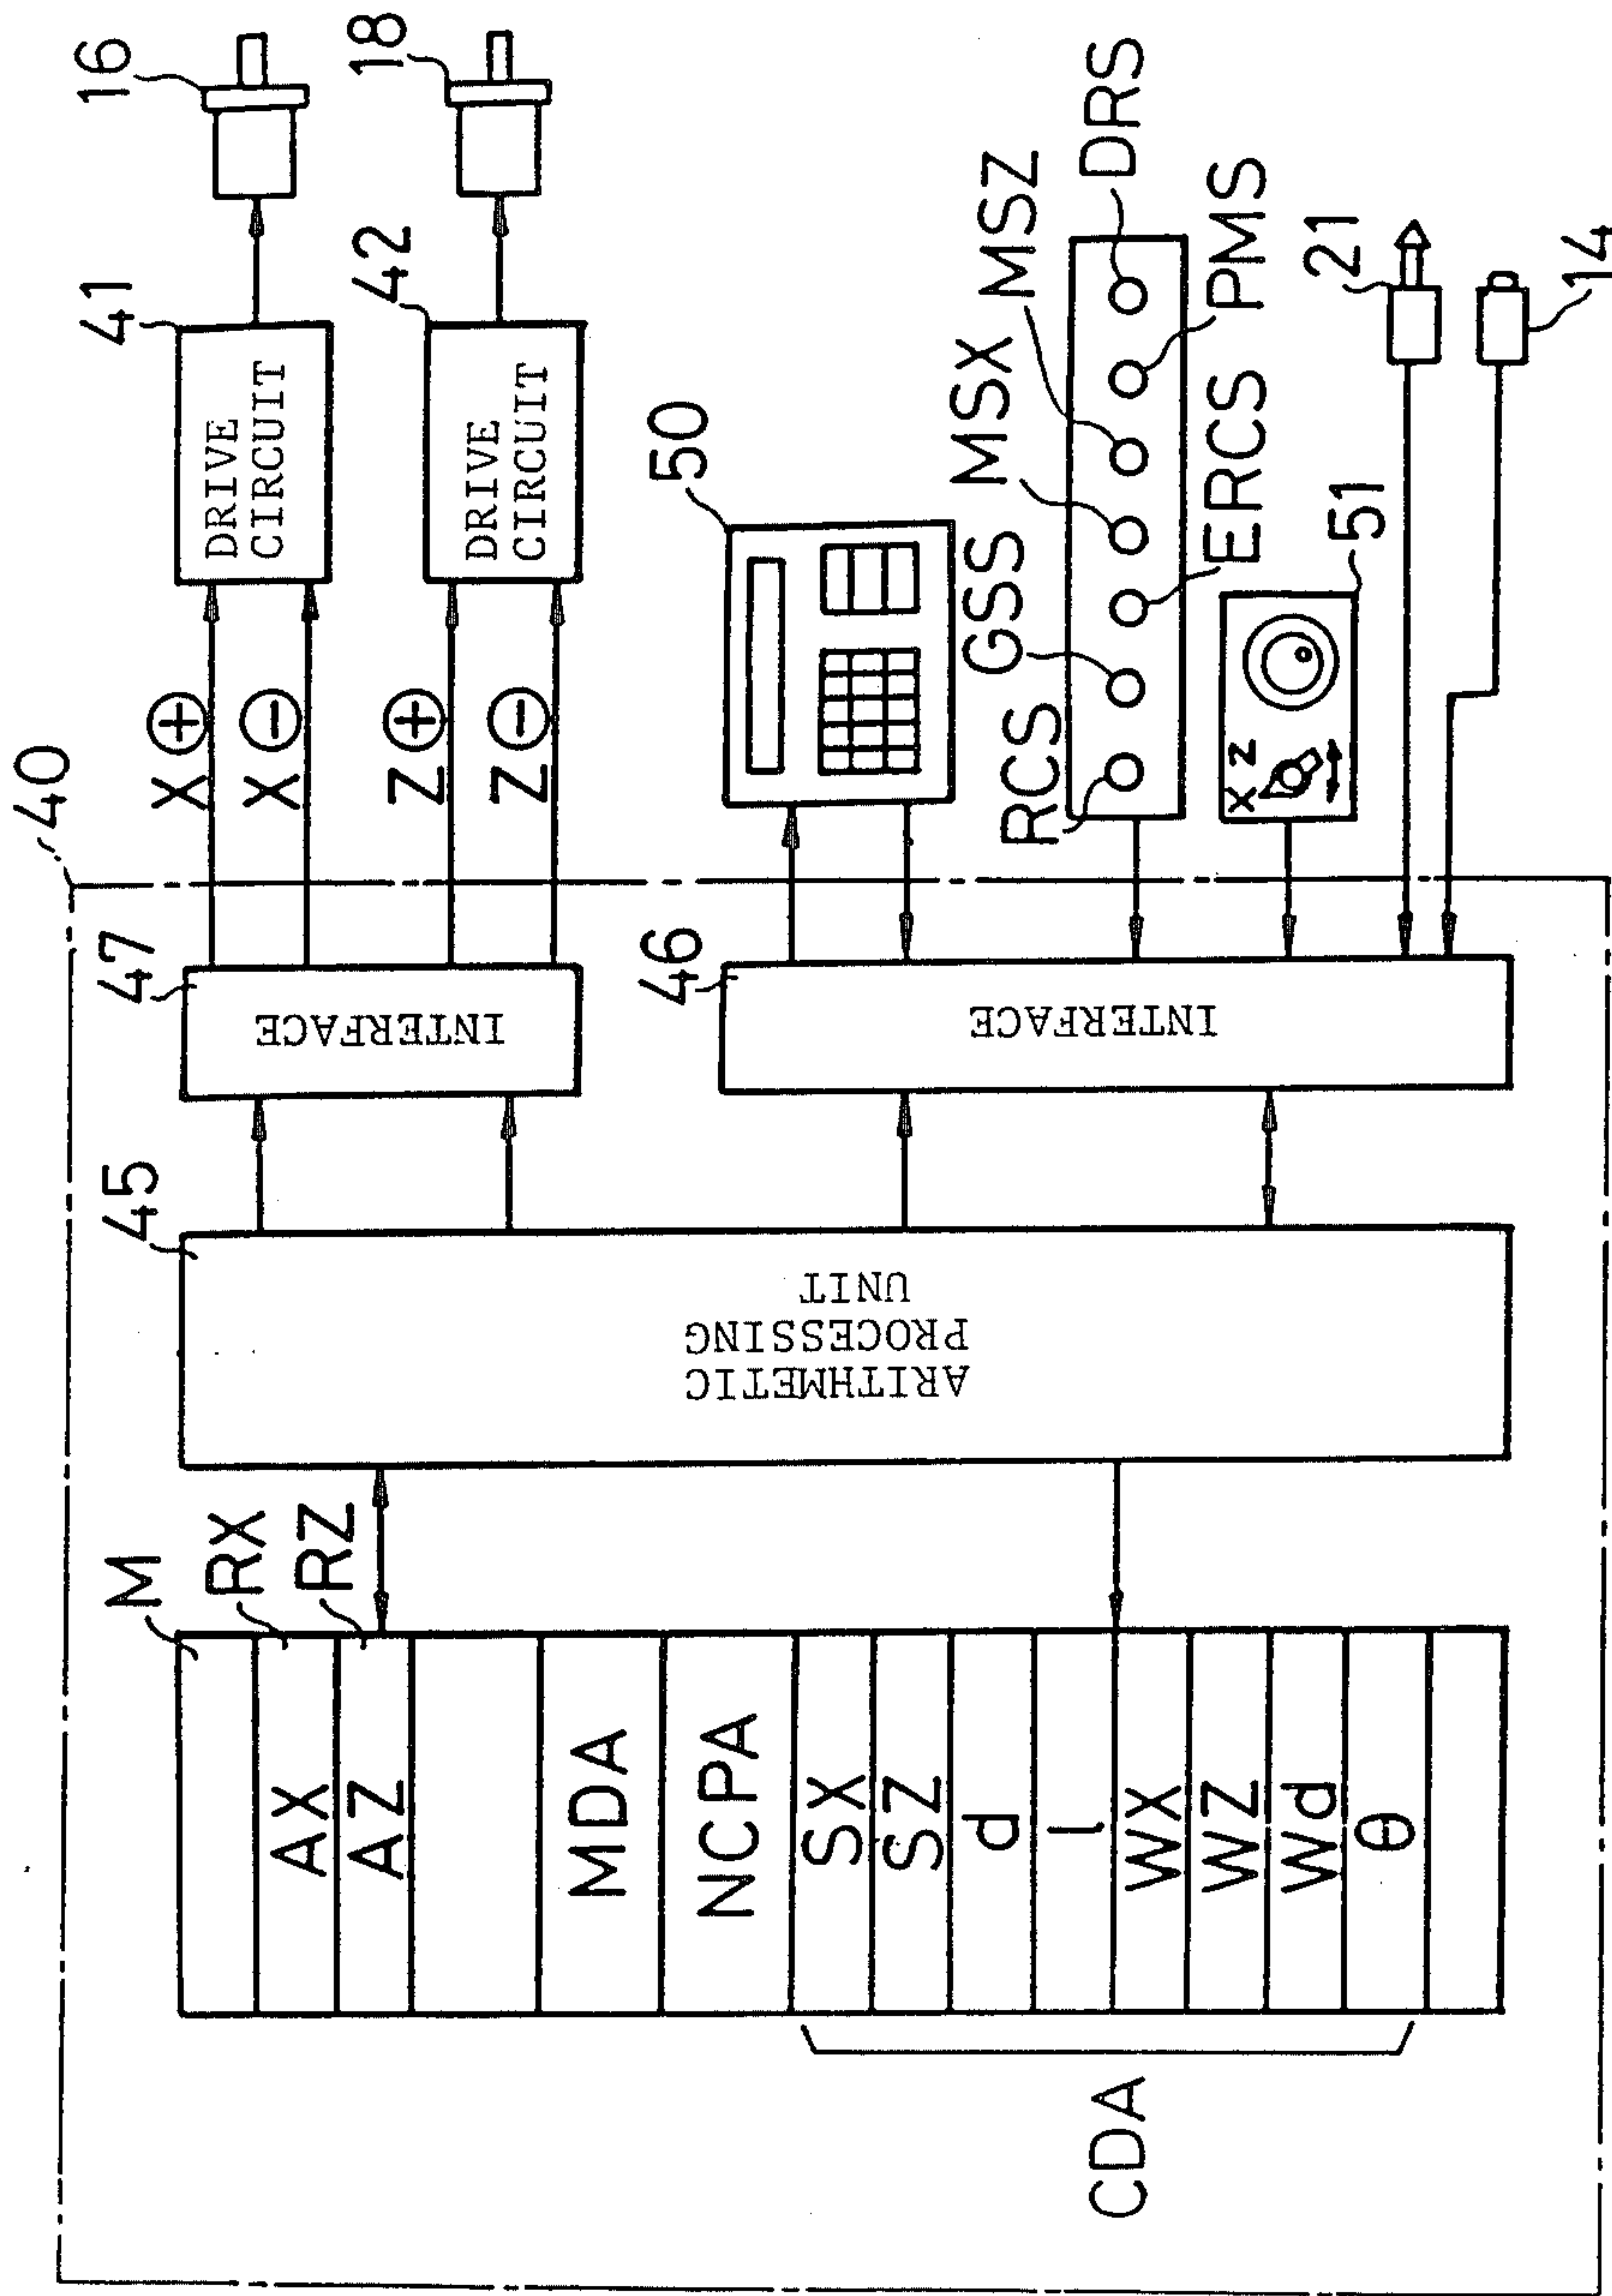 40
M
RX
RZ
AX
AZ
MDA
NCPA
SX
SZ
d
l
WX
WZ
Wd
θ
CDA
45
ARITHMETIC
PROCESSING
UNIT
47
INTERFACE
46
INTERFACE
X⊕
X⊖
Z⊕
Z⊖
41
DRIVE
CIRCUIT
42
DRIVE
CIRCUIT
16
18
50
RCS
GSS
ERCS
MSX
MSZ
PMS
DRS
X Z
51
21
14